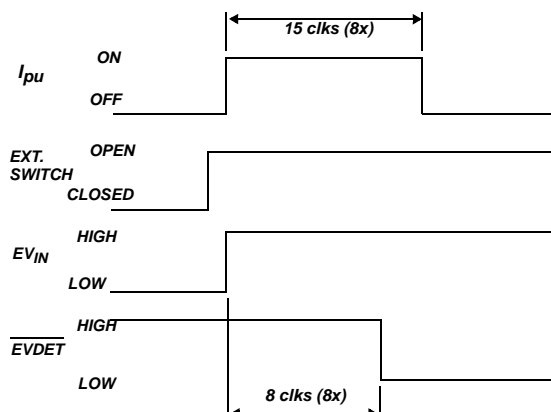 15 clks (8x)
Ipu
ON
OFF
EXT.
SWITCH
OPEN
CLOSED
EVIN
HIGH
LOW
EVDET
HIGH
LOW
8 clks (8x)